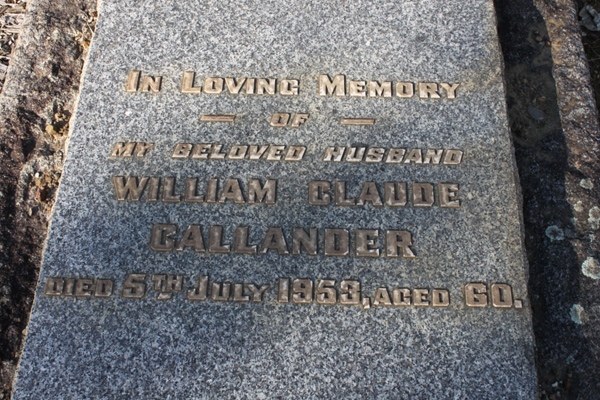 In Loving Memory
— OF —
MY BELOVED HUSBAND
WILLIAM CLAUDE
CALLANDER
DIED 5TH JULY 1953, AGED 60.